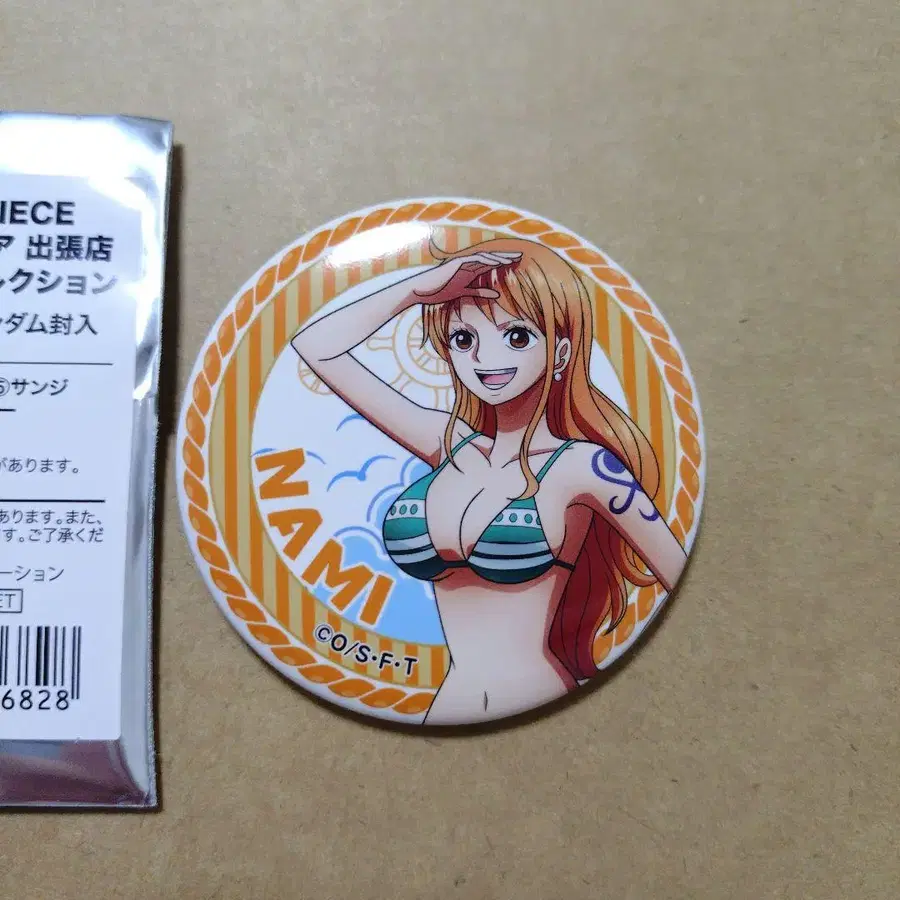 NIECE
ア 出張店
レクション
ンダム封入
⑤サンジ
があります。
あります。また、
す。ご了承くだ
ーション
ET
6828
NAMI
©O/S・F・T